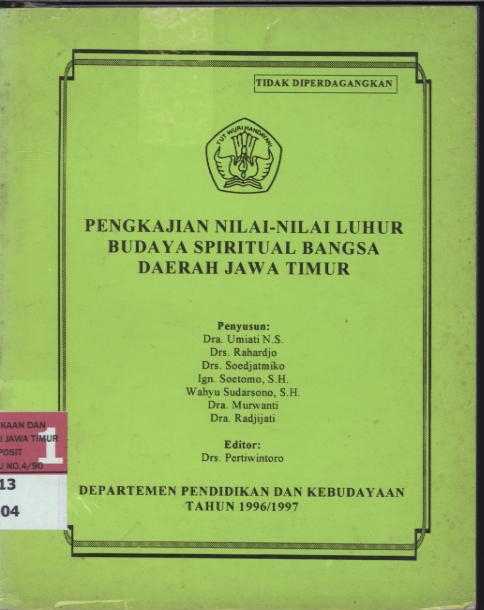 TIDAK DIPERDAGANGKAN
TUT WURI HANDAYANI
PENGKAJIAN NILAI-NILAI LUHUR
BUDAYA SPIRITUAL BANGSA
DAERAH JAWA TIMUR
Penyusun:
Dra. Umiati N.S.
Drs. Rahardjo
Drs. Soedjatmiko
Ign. Soetomo, S.H.
Wahyu Sudarsono, S.H.
Dra. Murwanti
Dra. Radjijati
Editor:
Drs. Pertiwintoro
DEPARTEMEN PENDIDIKAN DAN KEBUDAYAAN
TAHUN 1996/1997
KAAN DAN
I JAWA TIMUR
POSIT
U NO.4/90
1
13
04